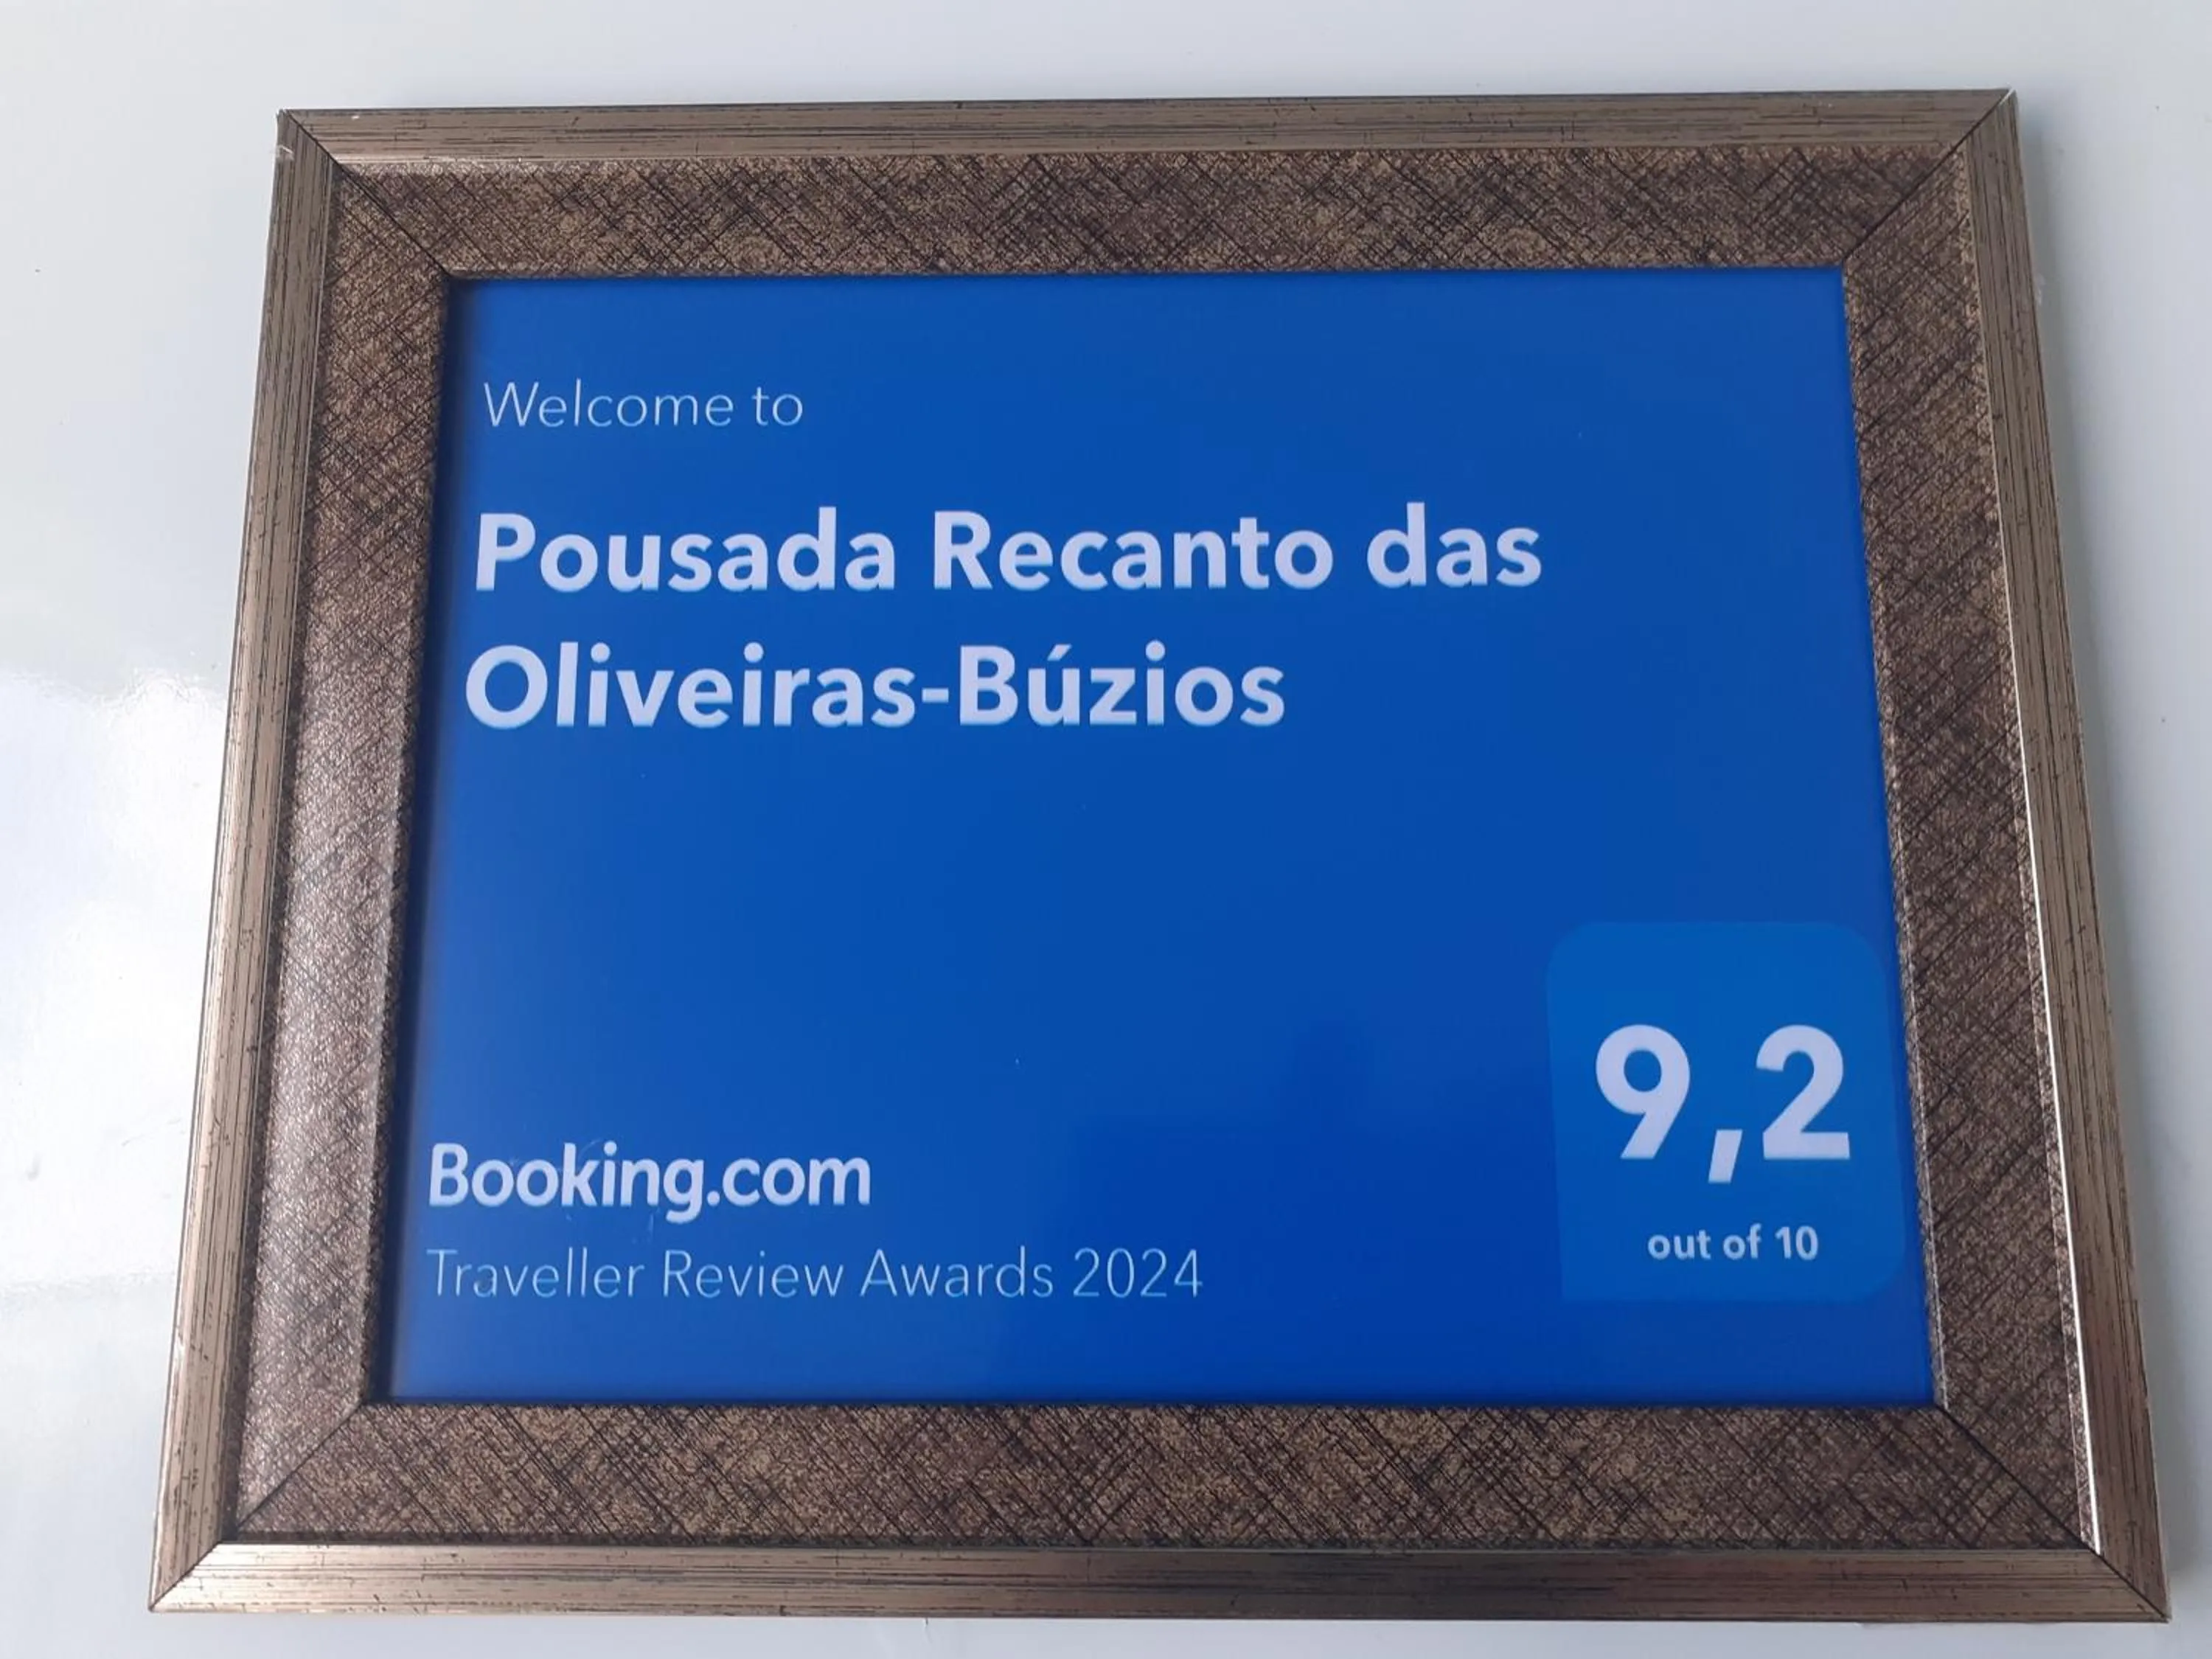 Welcome to
Pousada Recanto das
Oliveiras-Búzios
9,2
out of 10
Booking.com
Traveller Review Awards 2024